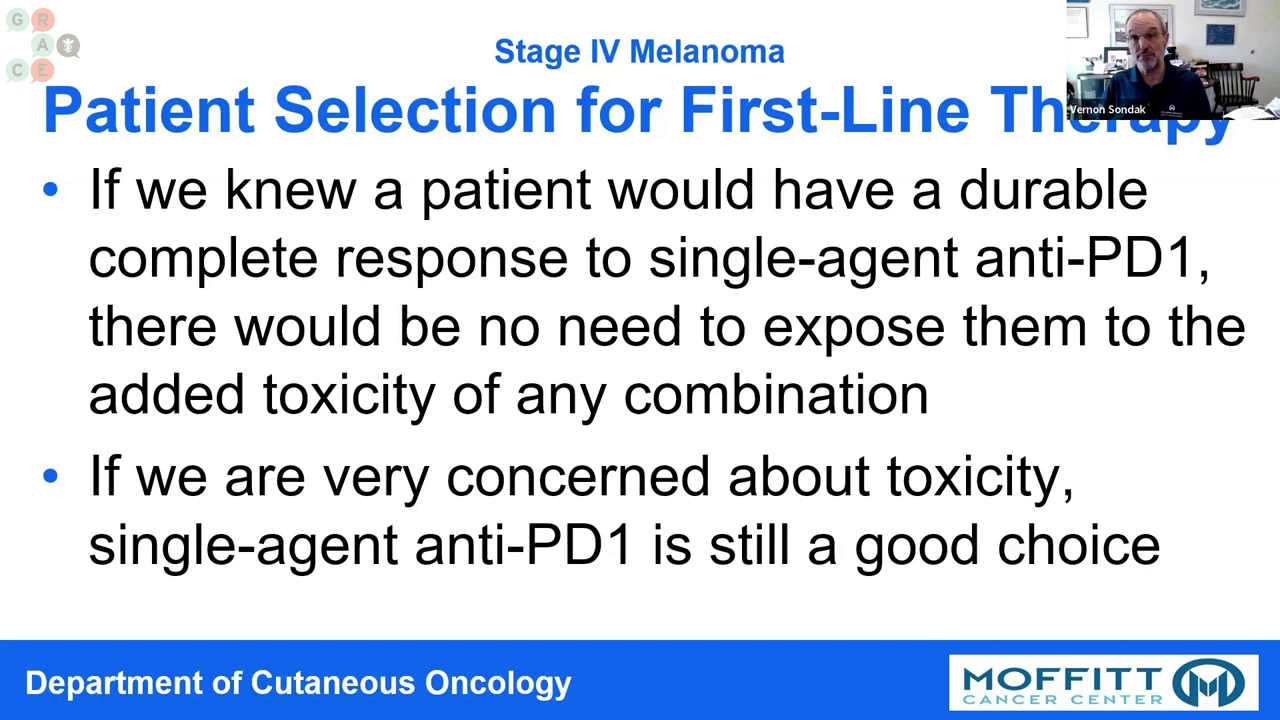 GRACE
Stage IV Melanoma
Patient Selection for First-Line Therapy
Vernon Sondak
• If we knew a patient would have a durable
complete response to single-agent anti-PD1,
there would be no need to expose them to the
added toxicity of any combination
• If we are very concerned about toxicity,
single-agent anti-PD1 is still a good choice
Department of Cutaneous Oncology
MOFFITT
CANCER CENTER